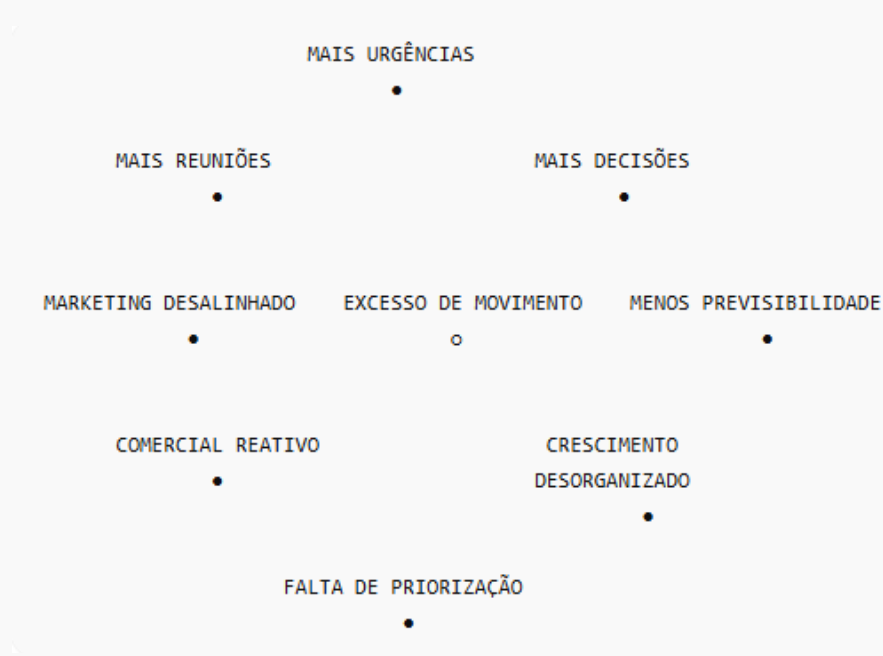 MAIS URGÊNCIAS
MAIS REUNIÕES
MAIS DECISÕES
MARKETING DESALINHADO
EXCESSO DE MOVIMENTO
MENOS PREVISIBILIDADE
COMERCIAL REATIVO
CRESCIMENTO
DESORGANIZADO
FALTA DE PRIORIZAÇÃO